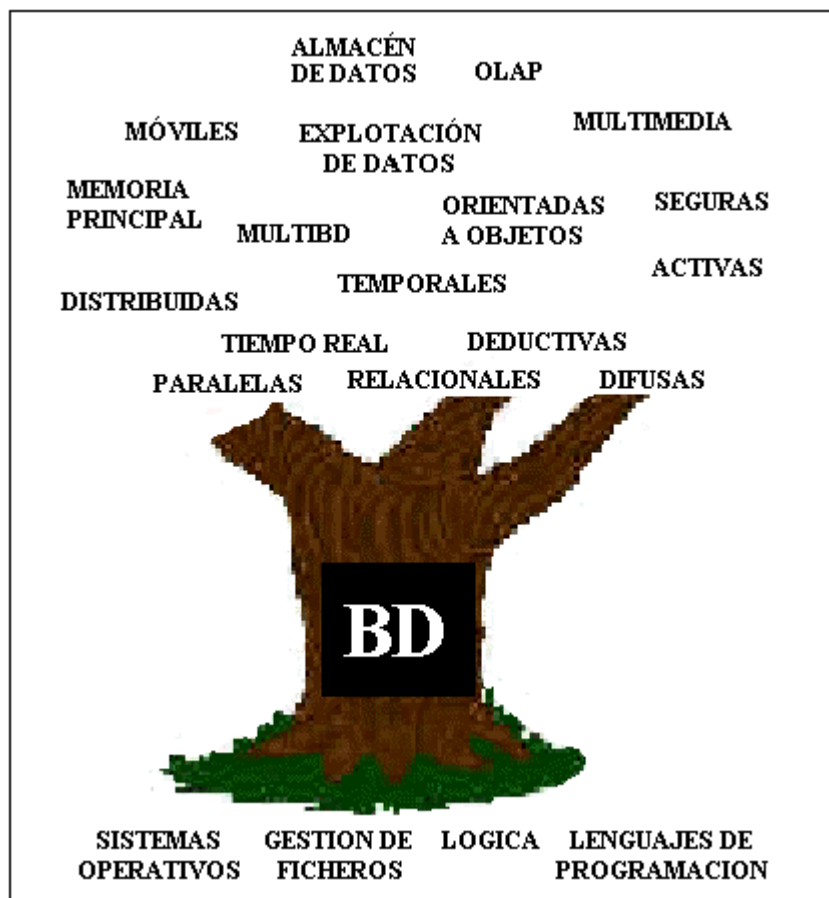 ALMACÉN
DE DATOS
OLAP
MÓVILES
EXPLOTACIÓN
DE DATOS
MULTIMEDIA
MEMORIA
PRINCIPAL
MULTIBD
ORIENTADAS
A OBJETOS
SEGURAS
DISTRIBUIDAS
TEMPORALES
ACTIVAS
TIEMPO REAL
DEDUCTIVAS
PARALELAS
RELACIONALES
DIFUSAS
BD
SISTEMAS
OPERATIVOS
GESTION DE
FICHEROS
LOGICA
LENGUAJES DE
PROGRAMACION